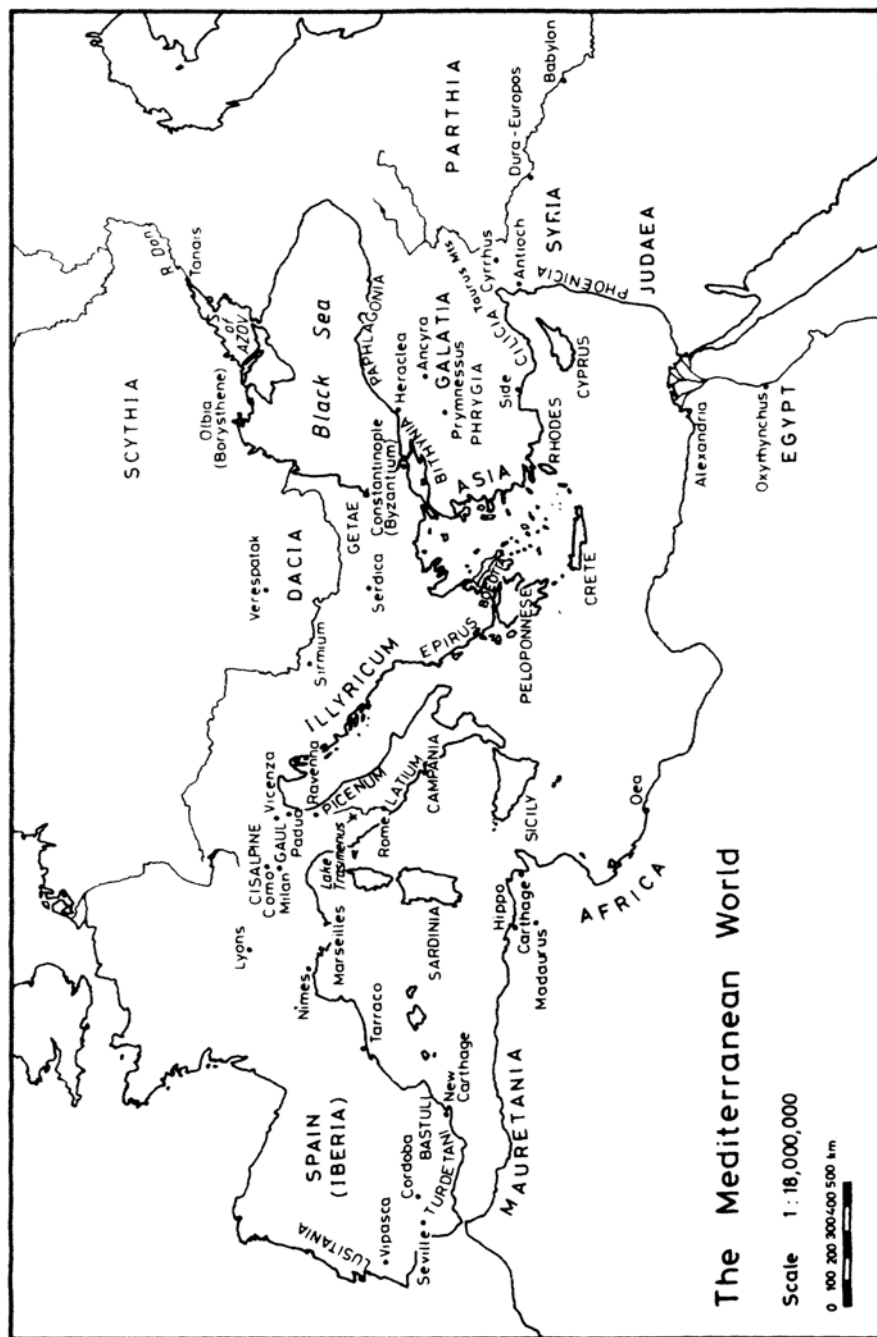 SCYTHIA
R. Don
Tanais
S. of AZOV
Olbia
(Borysthene)
Black Sea
PARTHIA
Babylon
Dura-Europos
SYRIA
JUDAEA
PHOENICIA
Antioch
Cyrrhus
Taurus Mts
CILICIA
CYPRUS
PAPHLAGONIA
Heraclea
Ancyra
GALATIA
Prymnessus
PHRYGIA
Side
BITHYNIA
ASIA
RHODES
Constantinople
(Byzantium)
GETAE
Serdica
DACIA
Verespatak
Sirmium
ILLYRICUM
EPIRUS
BOEOTIA
PELOPONNESE
CRETE
Alexandria
Oxyrhynchus
EGYPT
CISALPINE
GAUL
Como
Milan
Vicenza
Padua
Ravenna
PICENUM
Lake
Trasimenus
Rome
LATIUM
CAMPANIA
SICILY
SARDINIA
Lyons
Nîmes
Marseilles
Tarraco
SPAIN
(IBERIA)
LUSITANIA
Vipasca
Cordoba
Seville
BASTULI
TURDETANI
New
Carthage
MAURETANIA
Hippo
Carthage
Madaurus
AFRICA
Oea
The Mediterranean World
Scale 1:18,000,000
0 100 200 300 400 500 km